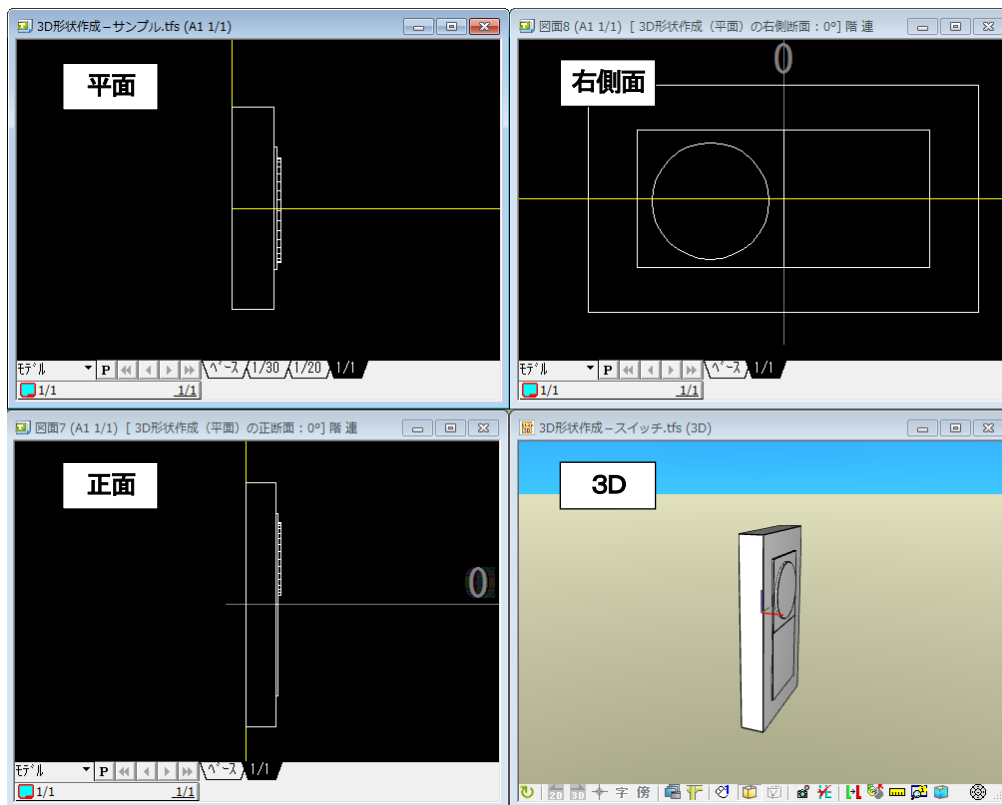 3D形状作成－サンプル.tfs (A1 1/1)
平面
モデル P ベース 1/30 1/20 1/1
1/1 1/1
図面8 (A1 1/1) [ 3D形状作成（平面）の右側断面：0°] 階 連
0
右側面
モデル P ベース 1/1
1/1 1/1
図面7 (A1 1/1) [ 3D形状作成（平面）の正断面：0°] 階 連
正面
0
モデル P ベース 1/1
1/1 1/1
3D形状作成－スイッチ.tfs (3D)
3D
2D 3D 字 傍